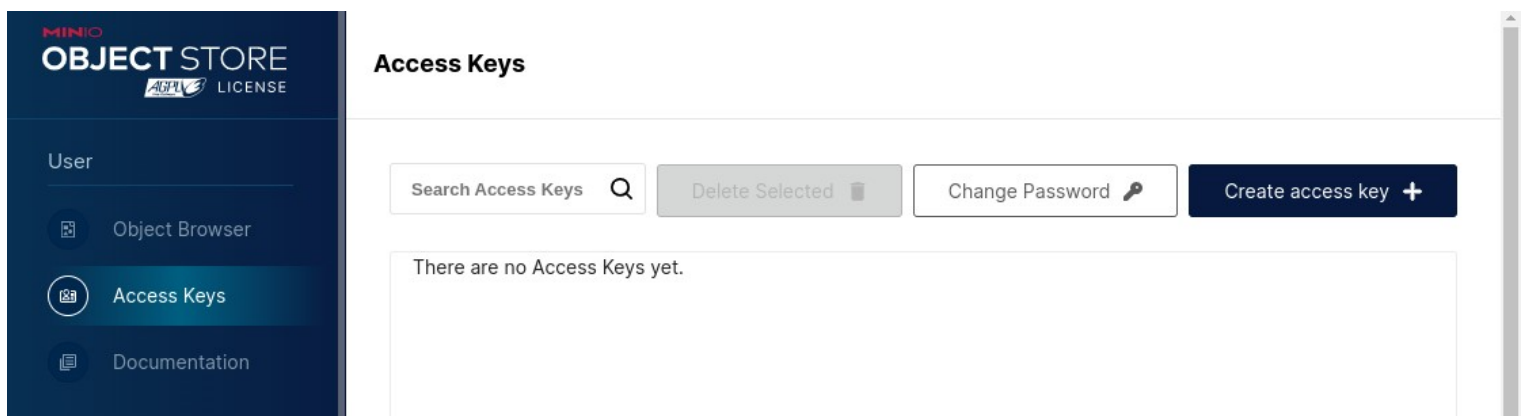 MINIO
OBJECT STORE
AGPLv3 LICENSE
Access Keys
User
Search Access Keys
Delete Selected
Change Password
Create access key
Object Browser
There are no Access Keys yet.
Access Keys
Documentation